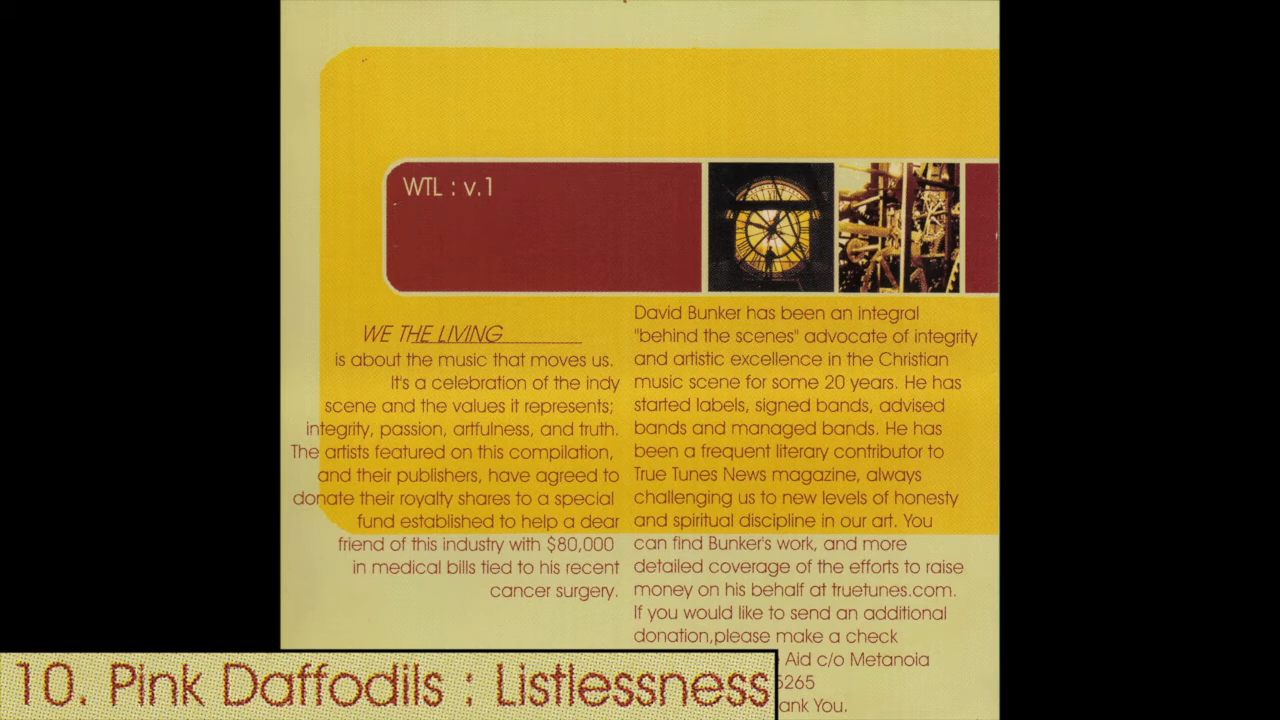 WTL : v.1
WE THE LIVING
is about the music that moves us.
It's a celebration of the indy
scene and the values it represents;
integrity, passion, artfulness, and truth.
The artists featured on this compilation,
and their publishers, have agreed to
donate their royalty shares to a special
fund established to help a dear
friend of this industry with $80,000
in medical bills tied to his recent
cancer surgery.
David Bunker has been an integral
"behind the scenes" advocate of integrity
and artistic excellence in the Christian
music scene for some 20 years. He has
started labels, signed bands, advised
bands and managed bands. He has
been a frequent literary contributor to
True Tunes News magazine, always
challenging us to new levels of honesty
and spiritual discipline in our art. You
can find Bunker's work, and more
detailed coverage of the efforts to raise
money on his behalf at truetunes.com.
If you would like to send an additional
donation,please make a check
Aid c/o Metanoia
5265
ank You.
10. Pink Daffodils : Listlessness